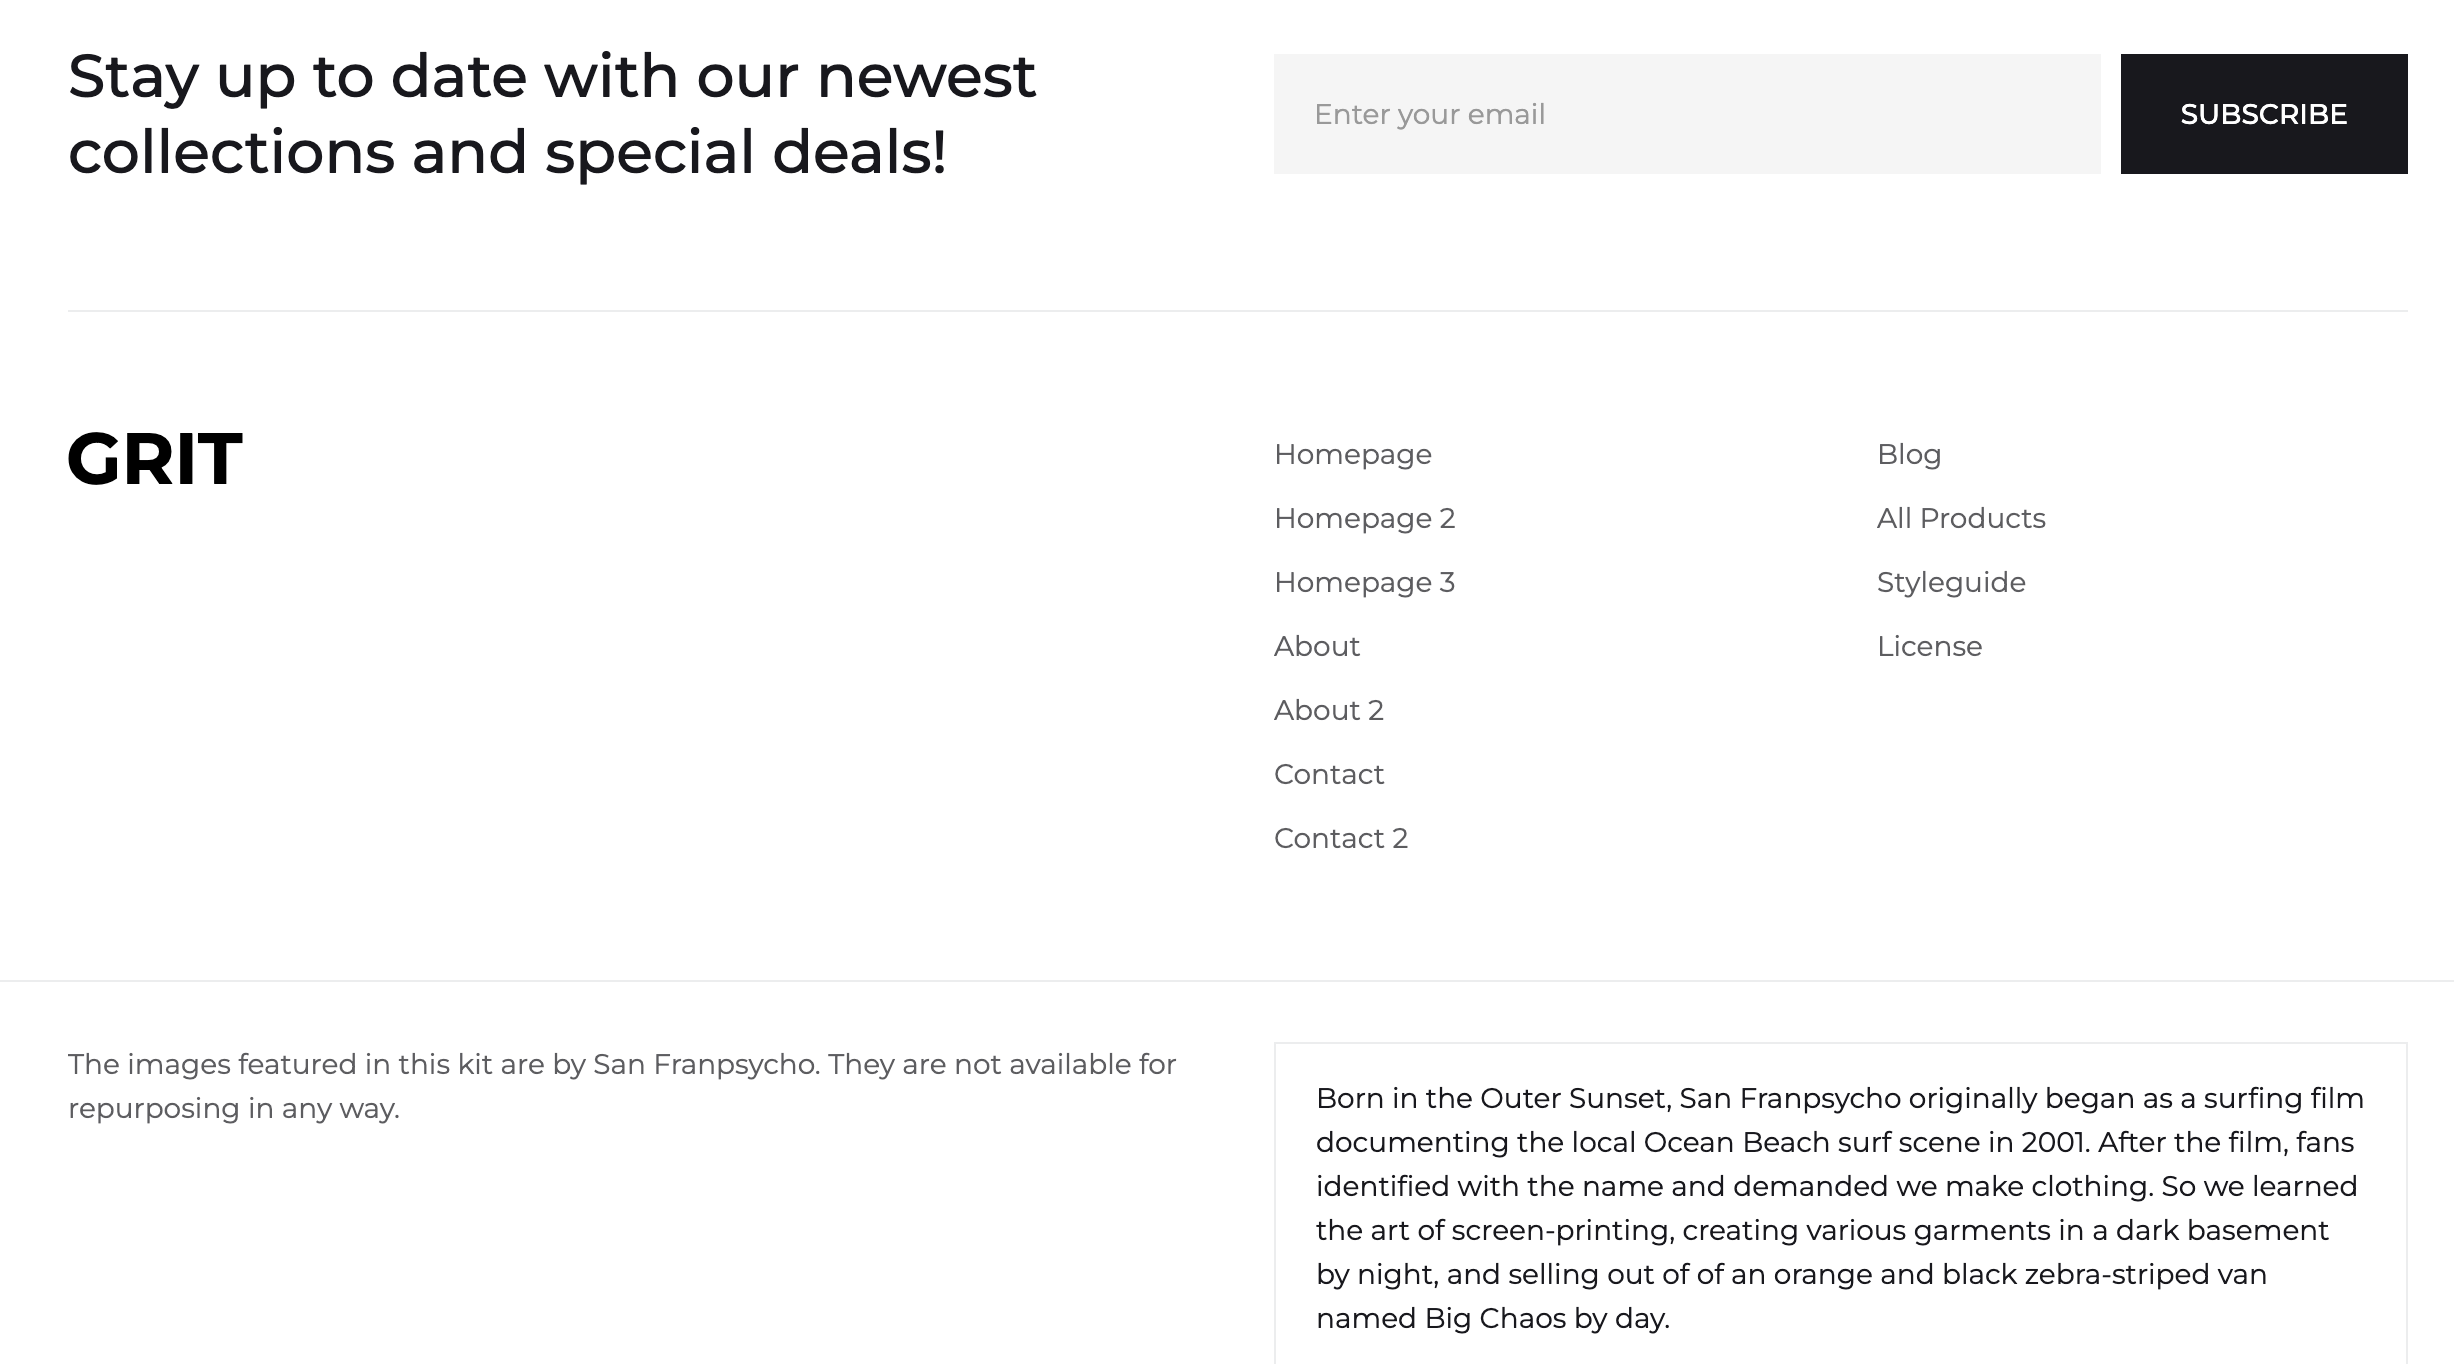 Stay up to date with our newest
collections and special deals!
Enter your email
SUBSCRIBE
GRIT
Homepage
Homepage 2
Homepage 3
About
About 2
Contact
Contact 2
Blog
All Products
Styleguide
License
The images featured in this kit are by San Franpsycho. They are not available for
repurposing in any way.
Born in the Outer Sunset, San Franpsycho originally began as a surfing film
documenting the local Ocean Beach surf scene in 2001. After the film, fans
identified with the name and demanded we make clothing. So we learned
the art of screen-printing, creating various garments in a dark basement
by night, and selling out of of an orange and black zebra-striped van
named Big Chaos by day.